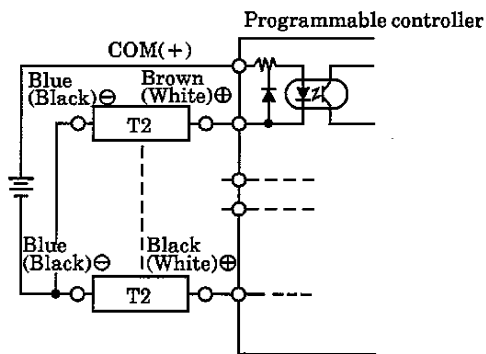 Programmable controller
COM(+)
Blue
(Black)⊖
Brown
(White)⊕
T2
Blue
(Black)⊖
Black
(White)⊕
T2